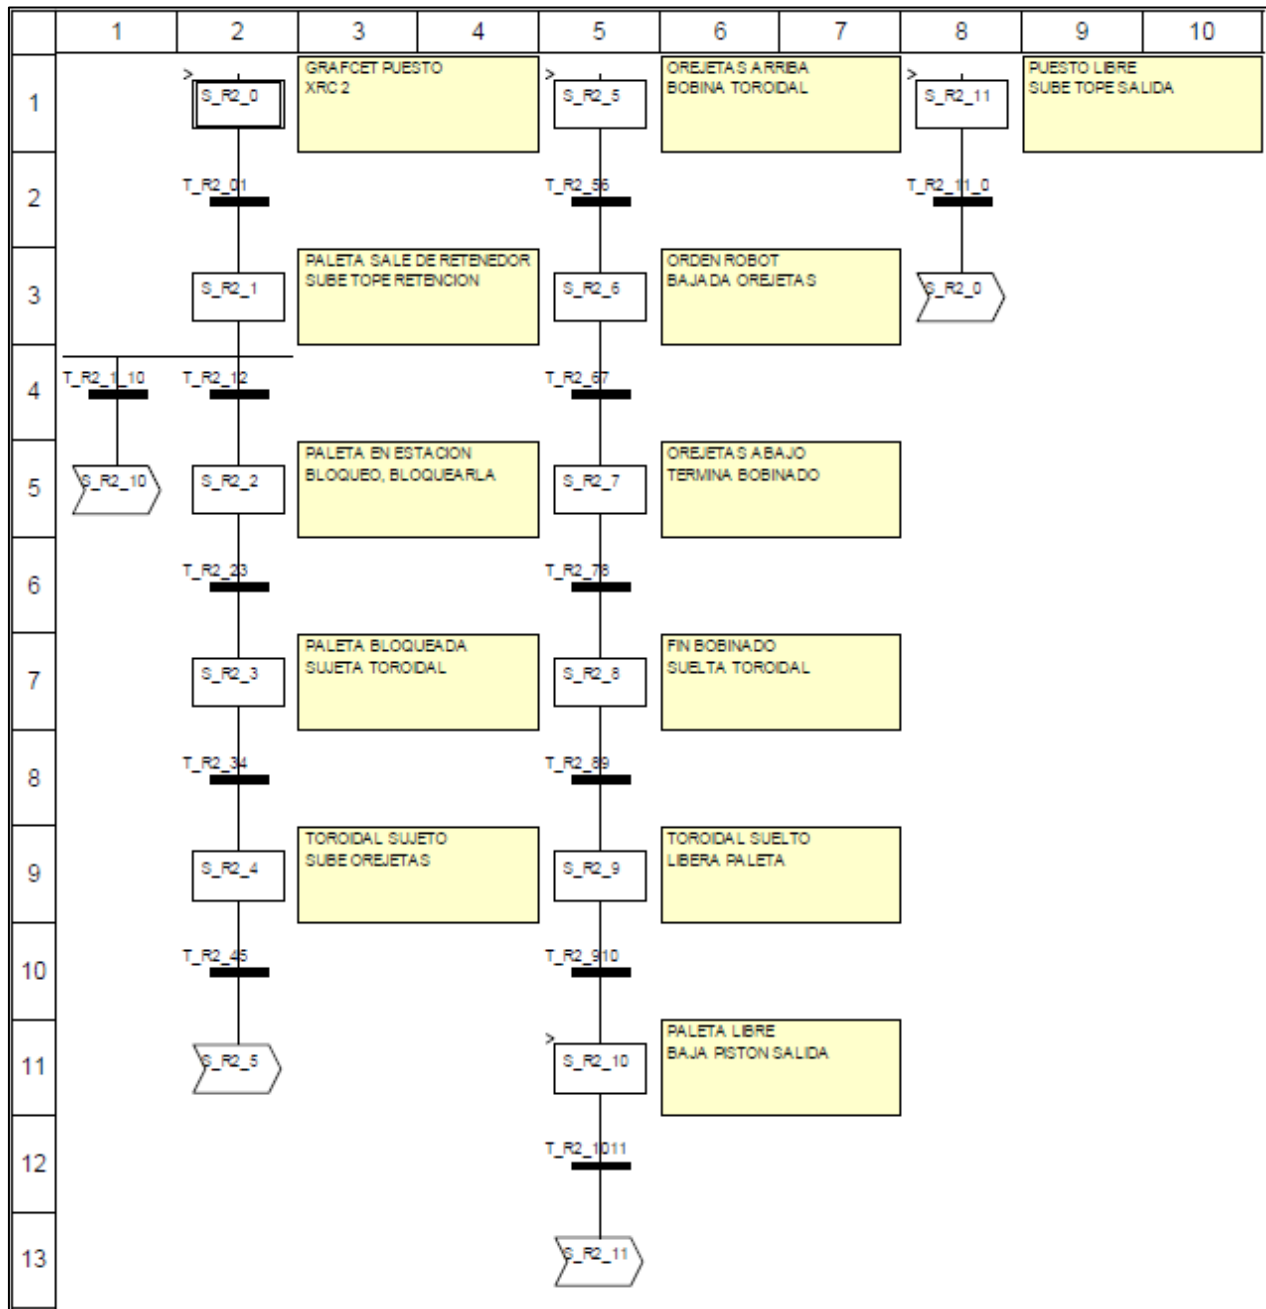 1 2 3 4 5 6 7 8 9 10
1
> S_R2_0
GRAFCET PUESTO
XRC 2
> S_R2_5
OREJETAS ARRIBA
BOBINA TOROIDAL
> S_R2_11
PUESTO LIBRE
SUBE TOPE SALIDA
2
T_R2_01
T_R2_56
T_R2_11_0
3
S_R2_1
PALETA SALE DE RETENEDOR
SUBE TOPE RETENCION
S_R2_6
ORDEN ROBOT
BAJADA OREJETAS
S_R2_0
4
T_R2_1_10
T_R2_12
T_R2_67
5
S_R2_10
S_R2_2
PALETA EN ESTACION
BLOQUEO, BLOQUEARLA
S_R2_7
OREJETAS ABAJO
TERMINA BOBINADO
6
T_R2_23
T_R2_78
7
S_R2_3
PALETA BLOQUEADA
SUJETA TOROIDAL
S_R2_8
FIN BOBINADO
SUELTA TOROIDAL
8
T_R2_34
T_R2_89
9
S_R2_4
TOROIDAL SUJETO
SUBE OREJETAS
S_R2_9
TOROIDAL SUELTO
LIBERA PALETA
10
T_R2_45
T_R2_910
11
S_R2_5
> S_R2_10
PALETA LIBRE
BAJA PISTON SALIDA
12
T_R2_1011
13
S_R2_11